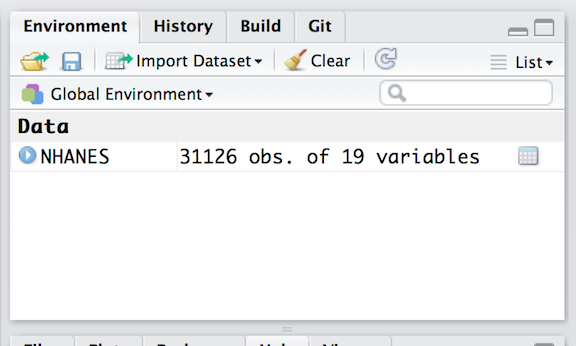 Environment History Build Git
Import Dataset Clear List
Global Environment
Data
NHANES 31126 obs. of 19 variables